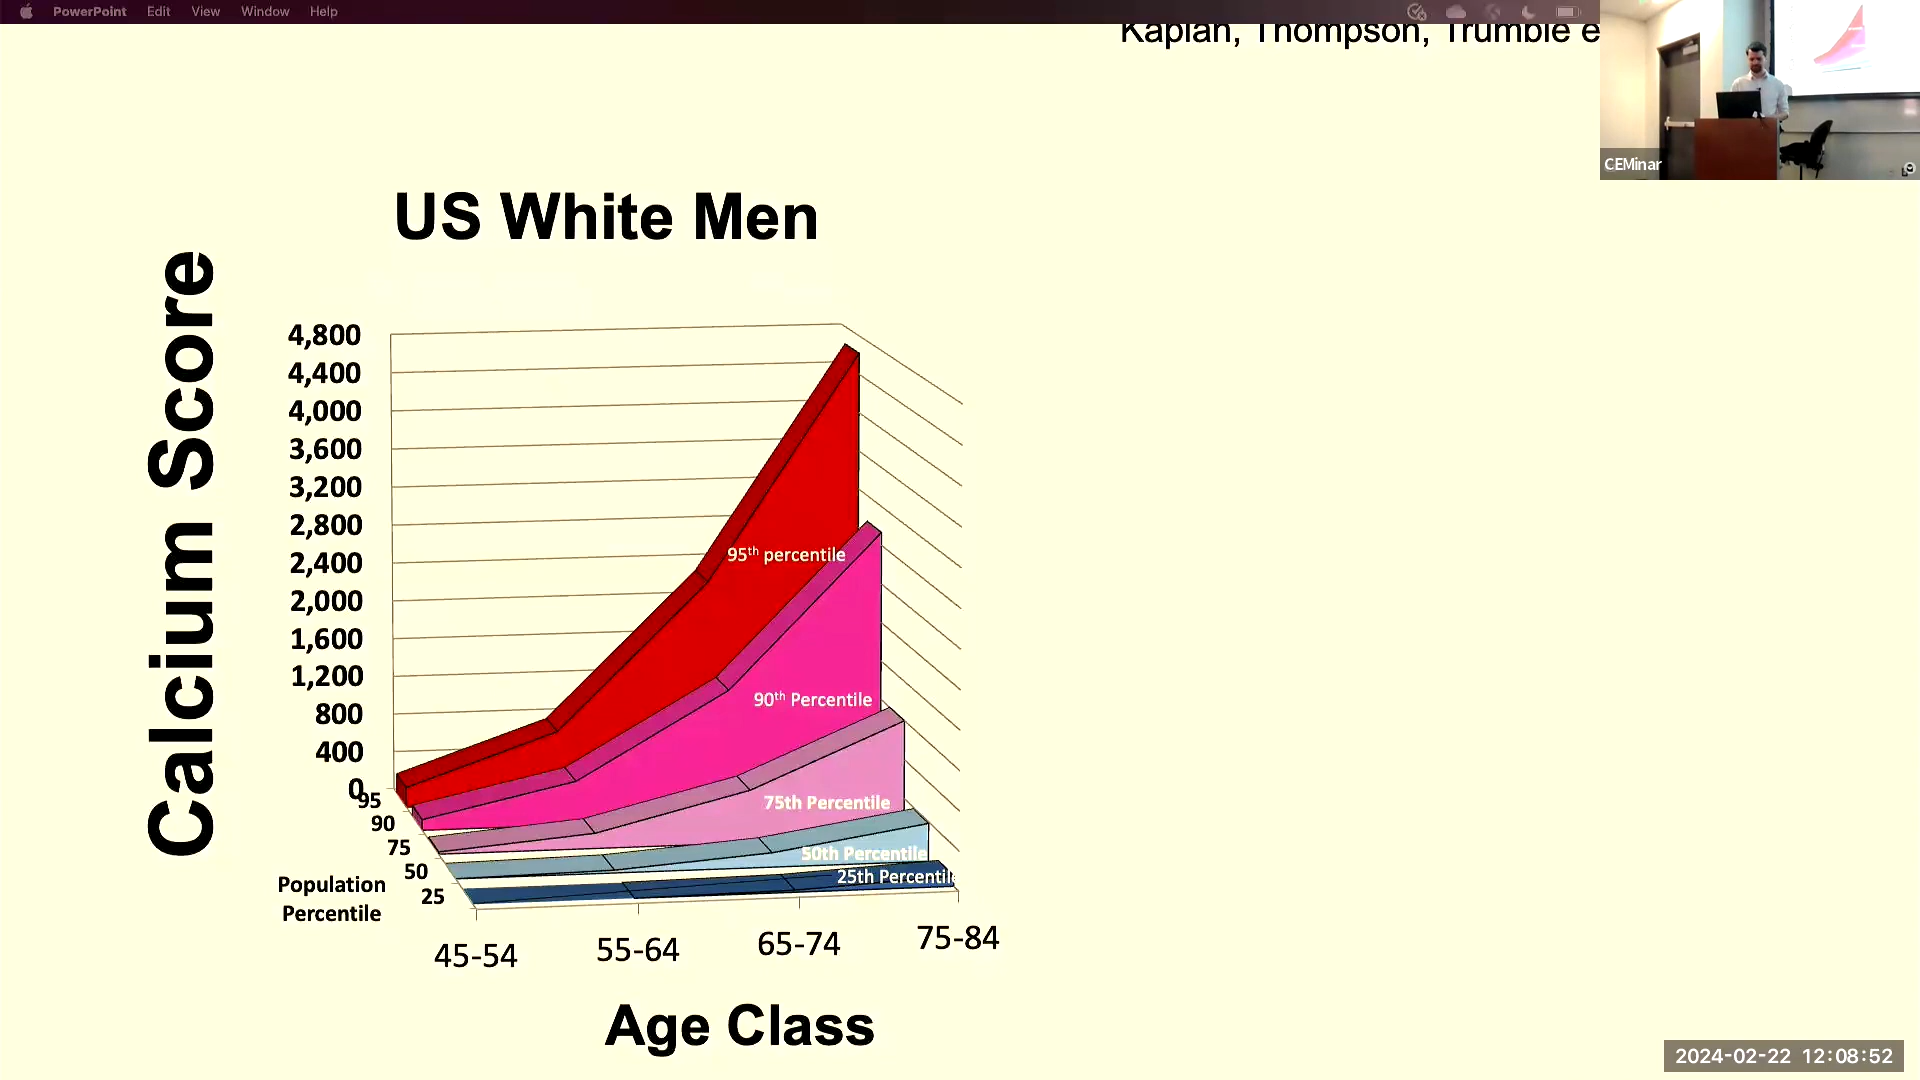 PowerPoint Edit View Window Help
Kaplan, Thompson, Trumble e
CEMinar
US White Men
Calcium Score
4,800
4,400
4,000
3,600
3,200
2,800
2,400
2,000
1,600
1,200
800
400
0
95
90
75
50
25
Population
Percentile
95th percentile
90th Percentile
75th Percentile
50th Percentile
25th Percentil
45-54 55-64 65-74 75-84
Age Class
2024-02-22 12:08:52